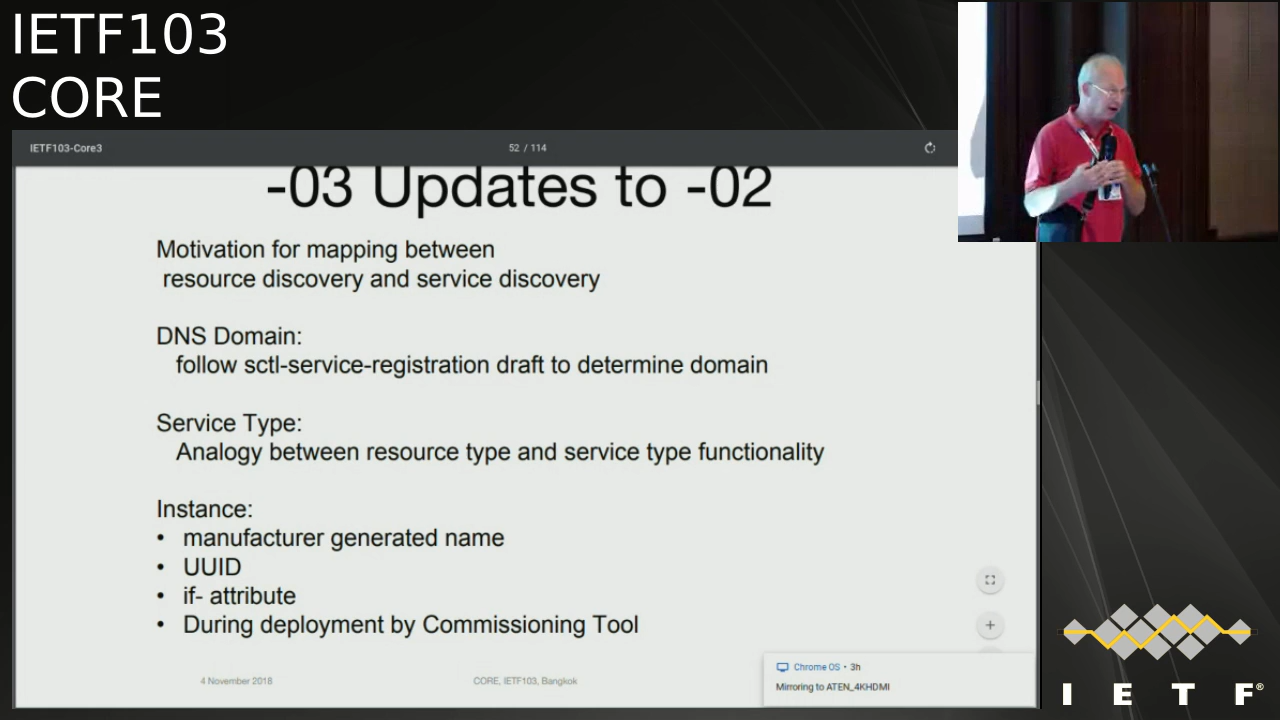 IETF103
CORE
IETF103-Core3
52 / 114
-03 Updates to -02
Motivation for mapping between
resource discovery and service discovery
DNS Domain:
follow sctl-service-registration draft to determine domain
Service Type:
Analogy between resource type and service type functionality
Instance:
• manufacturer generated name
• UUID
• if- attribute
• During deployment by Commissioning Tool
4 November 2018
CORE, IETF103, Bangkok
Chrome OS • 3h
Mirroring to ATEN_4KHDMI
I E T F®